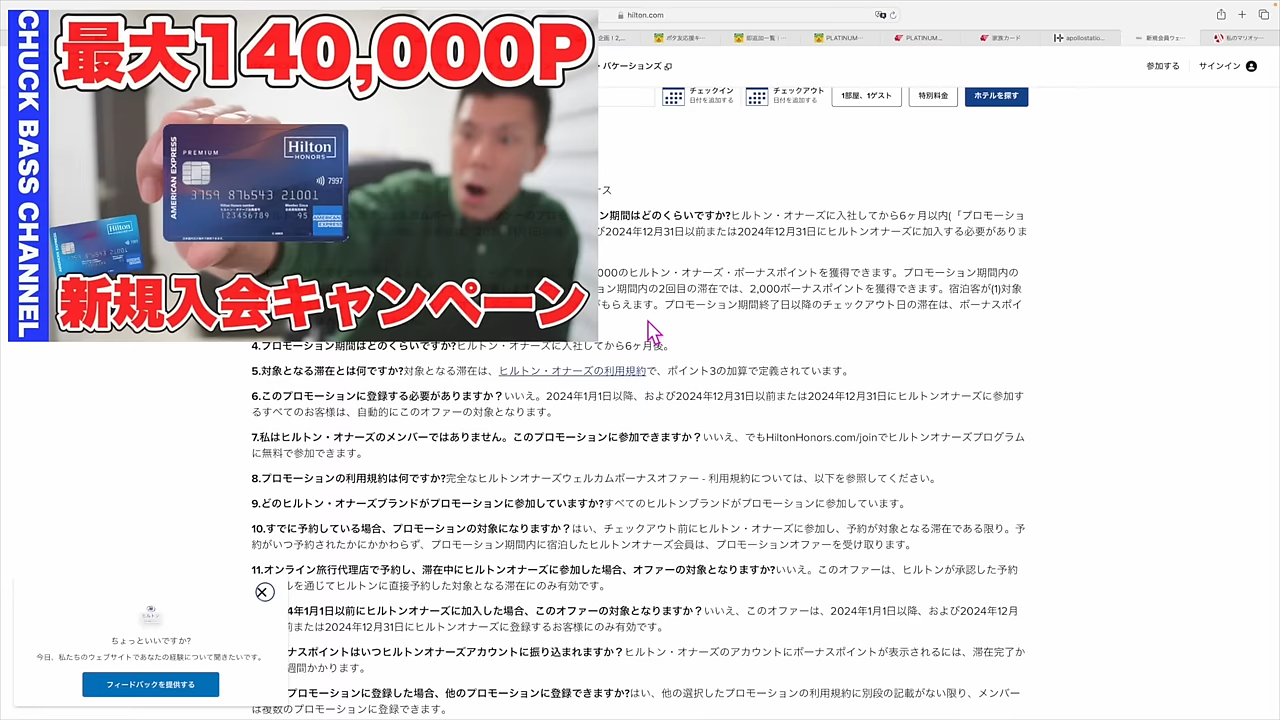 hilton.com
企画！2,…
ポタ友応援キ…
都追加一覧｜…
PLATINUM…
PLATINUM…
家族カード
apollostatio…
新規会員ウェ…
私のマリオッ…
CHUCK BASS CHANNEL
最大140,000P
新規入会キャンペーン
AMERICAN EXPRESS
PREMIUM
Hilton
HONORS
7997
3759 876543 21001
123456789
95
AMERICAN EXPRESS
Hilton
バケーションズ
参加する
サインイン
チェックイン
日付を追加する
チェックアウト
日付を追加する
1部屋、1ゲスト
特別料金
ホテルを探す
ース
ン期間はどのくらいですか?ヒルトン・オナーズに入社してから6ヶ月以内(「プロモーショ
び2024年12月31日以前または2024年12月31日にヒルトンオナーズに加入する必要がありま
000のヒルトン・オナーズ・ボーナスポイントを獲得できます。プロモーション期間内の
ョン期間内の2回目の滞在では、2,000ボーナスポイントを獲得できます。宿泊客が(1)対象
がもらえます。プロモーション期間終了日以降のチェックアウト日の滞在は、ボーナスポイ
4.プロモーション期間はどのくらいですか?ヒルトン・オナーズに入社してから6ヶ月後。
5.対象となる滞在とは何ですか?対象となる滞在は、ヒルトン・オナーズの利用規約で、ポイント3の加算で定義されています。
6.このプロモーションに登録する必要がありますか？いいえ。2024年1月1日以降、および2024年12月31日以前または2024年12月31日にヒルトンオナーズに参加す
るすべてのお客様は、自動的にこのオファーの対象となります。
7.私はヒルトン・オナーズのメンバーではありません。このプロモーションに参加できますか？いいえ、でもHiltonHonors.com/joinでヒルトンオナーズプログラム
に無料で参加できます。
8.プロモーションの利用規約は何ですか?完全なヒルトンオナーズウェルカムボーナスオファー - 利用規約については、以下を参照してください。
9.どのヒルトン・オナーズブランドがプロモーションに参加していますか?すべてのヒルトンブランドがプロモーションに参加しています。
10.すでに予約している場合、プロモーションの対象になりますか？はい、チェックアウト前にヒルトン・オナーズに参加し、予約が対象となる滞在である限り。予
約がいつ予約されたかにかかわらず、プロモーション期間内に宿泊したヒルトンオナーズ会員は、プロモーションオファーを受け取ります。
11.オンライン旅行代理店で予約し、滞在中にヒルトンオナーズに参加した場合、オファーの対象となりますか?いいえ。このオファーは、ヒルトンが承認した予約
ルを通じてヒルトンに直接予約した対象となる滞在にのみ有効です。
4年1月1日以前にヒルトンオナーズに加入した場合、このオファーの対象となりますか？いいえ、このオファーは、2024年1月1日以降、および2024年12月
前または2024年12月31日にヒルトンオナーズに登録するお客様にのみ有効です。
ナスポイントはいつヒルトンオナーズアカウントに振り込まれますか？ヒルトン・オナーズのアカウントにボーナスポイントが表示されるには、滞在完了か
週間かかります。
プロモーションに登録した場合、他のプロモーションに登録できますか?はい、他の選択したプロモーションの利用規約に別段の記載がない限り、メンバー
は複数のプロモーションに登録できます。
ちょっといいですか?
今日、私たちのウェブサイトであなたの経験について聞きたいです。
フィードバックを提供する